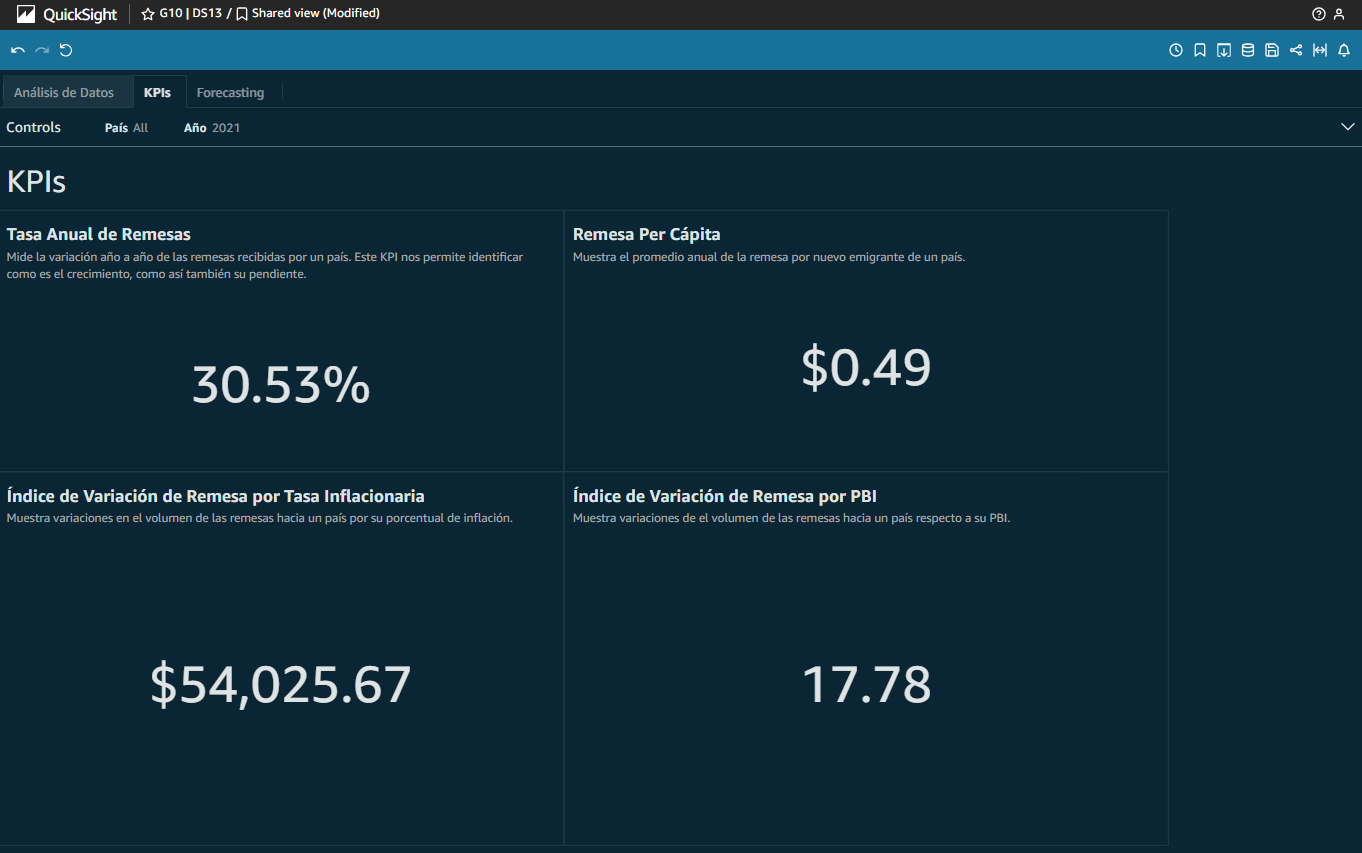 QuickSight
G10 | DS13 / Shared view (Modified)
Análisis de Datos
KPIs
Forecasting
Controls
País All
Año 2021
KPIs
Tasa Anual de Remesas
Mide la variación año a año de las remesas recibidas por un país. Este KPI nos permite identificar
como es el crecimiento, como así también su pendiente.
30.53%
Remesa Per Cápita
Muestra el promedio anual de la remesa por nuevo emigrante de un país.
$0.49
Índice de Variación de Remesa por Tasa Inflacionaria
Muestra variaciones en el volumen de las remesas hacia un país por su porcentual de inflación.
$54,025.67
Índice de Variación de Remesa por PBI
Muestra variaciones de el volumen de las remesas hacia un país respecto a su PBI.
17.78